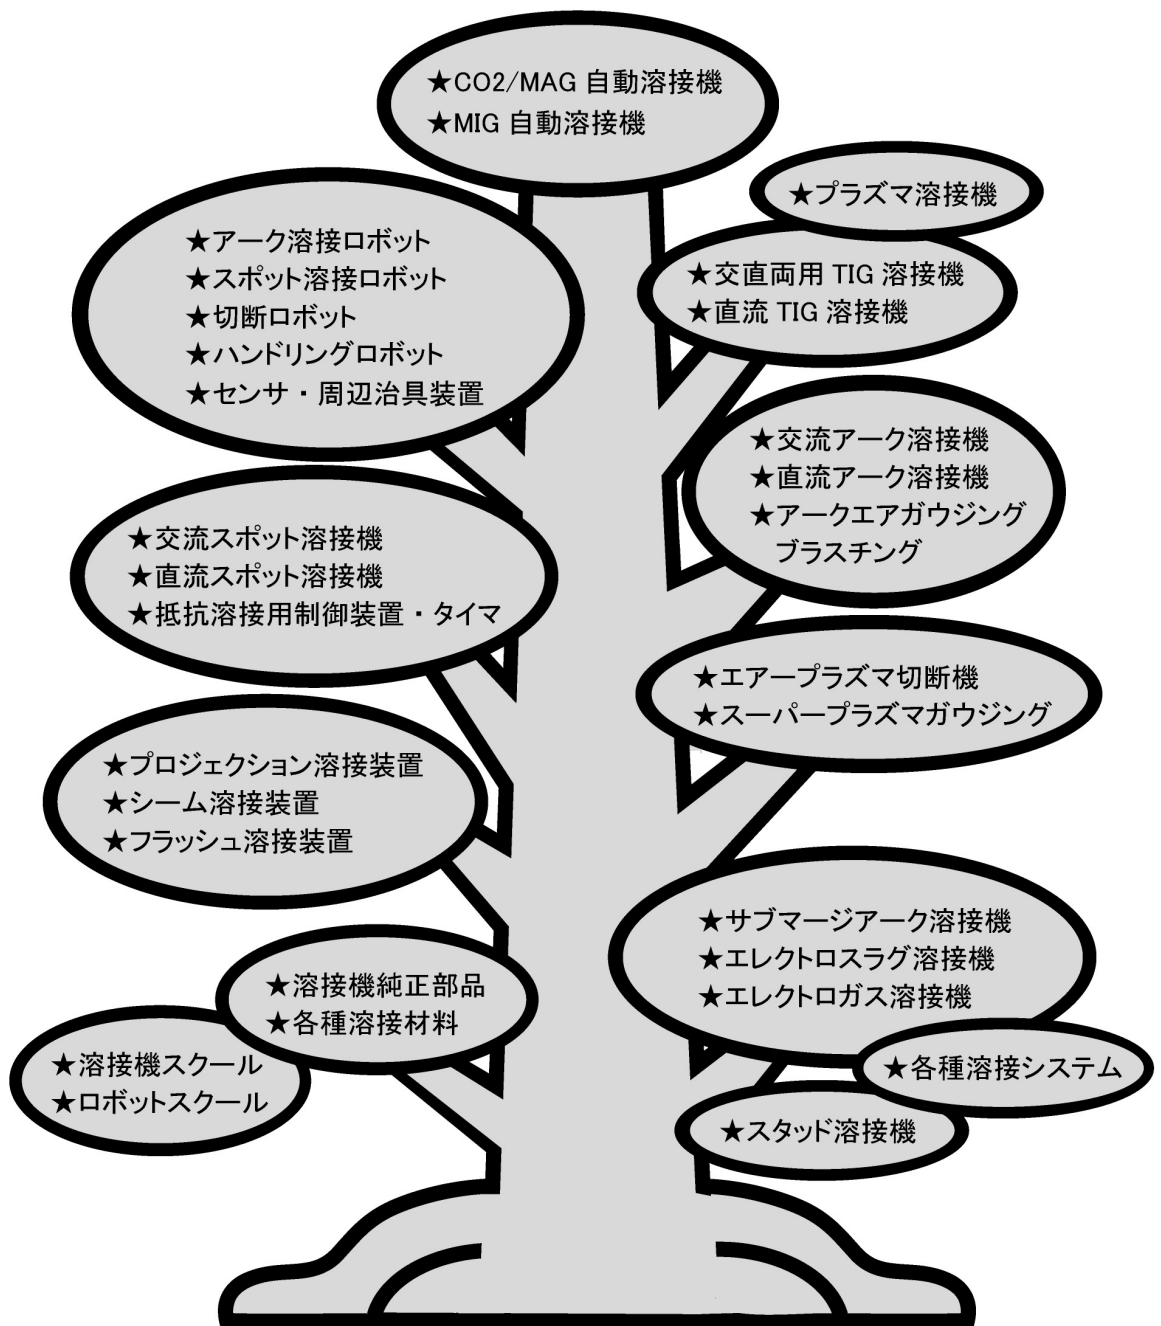 ★CO2/MAG 自動溶接機
★MIG 自動溶接機
★プラズマ溶接機
★アーク溶接ロボット
★スポット溶接ロボット
★切断ロボット
★ハンドリングロボット
★センサ・周辺治具装置
★交直両用 TIG 溶接機
★直流 TIG 溶接機
★交流アーク溶接機
★直流アーク溶接機
★アークエアガウジング
ブラスチング
★交流スポット溶接機
★直流スポット溶接機
★抵抗溶接用制御装置・タイマ
★エアープラズマ切断機
★スーパープラズマガウジング
★プロジェクション溶接装置
★シーム溶接装置
★フラッシュ溶接装置
★サブマージアーク溶接機
★エレクトロスラグ溶接機
★エレクトロガス溶接機
★溶接機純正部品
★各種溶接材料
★溶接機スクール
★ロボットスクール
★各種溶接システム
★スタッド溶接機